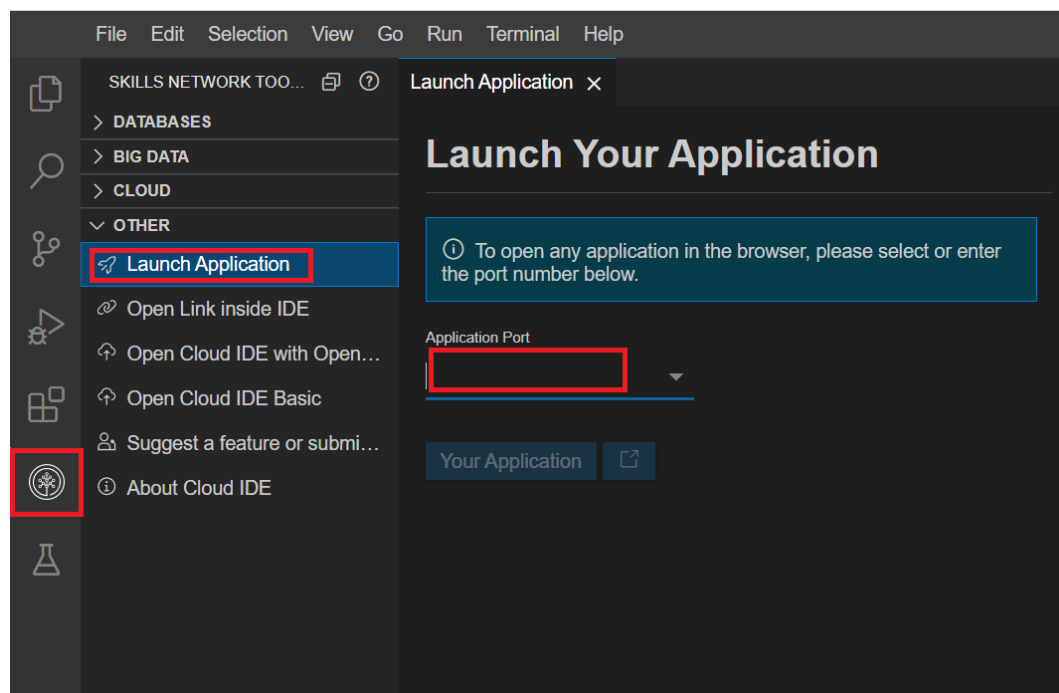 File Edit Selection View Go Run Terminal Help
SKILLS NETWORK TOO...
Launch Application
DATABASES
BIG DATA
CLOUD
OTHER
Launch Application
Open Link inside IDE
Open Cloud IDE with Open...
Open Cloud IDE Basic
Suggest a feature or submi...
About Cloud IDE
Launch Your Application
To open any application in the browser, please select or enter
the port number below.
Application Port
Your Application